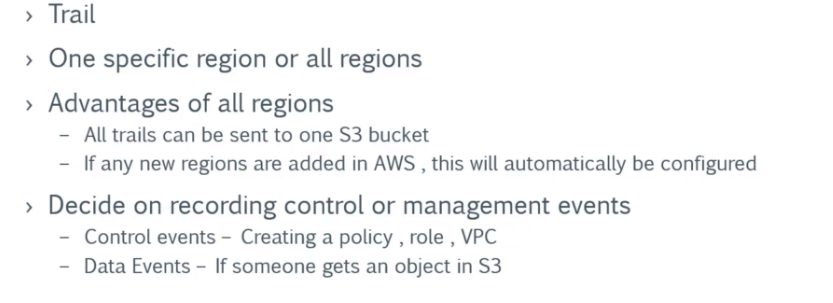 › Trail
› One specific region or all regions
› Advantages of all regions
– All trails can be sent to one S3 bucket
– If any new regions are added in AWS , this will automatically be configured
› Decide on recording control or management events
– Control events – Creating a policy , role , VPC
– Data Events – If someone gets an object in S3